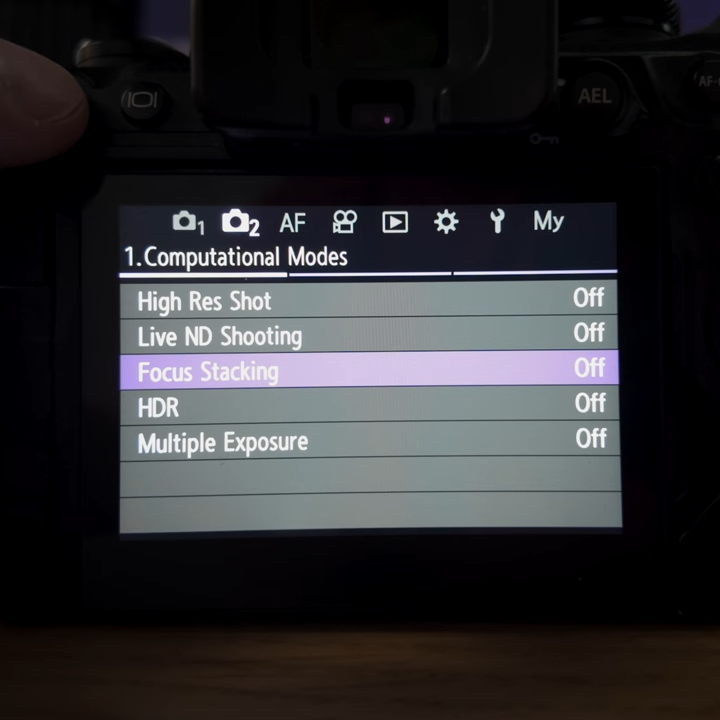 AEL
AF-
1 2 AF My
1.Computational Modes
High Res Shot Off
Live ND Shooting Off
Focus Stacking Off
HDR Off
Multiple Exposure Off